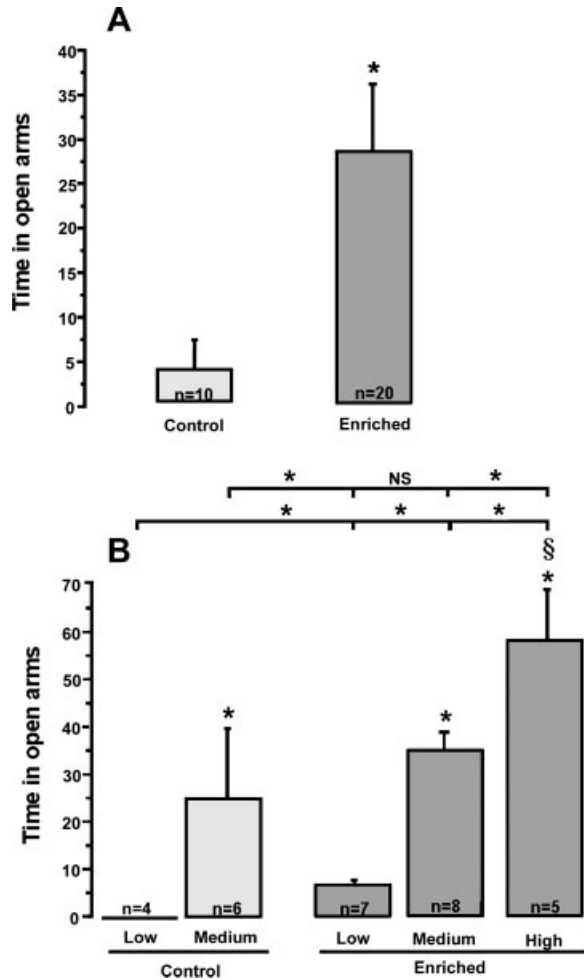 A
Time in open arms
40
35
30
25
20
15
10
5
0
*
n=10
n=20
Control
Enriched
* NS *
* * *
B
Time in open arms
70
60
50
40
30
20
10
0
§
*
*
*
n=4 n=6 n=7 n=8 n=5
Low Medium Low Medium High
Control Enriched